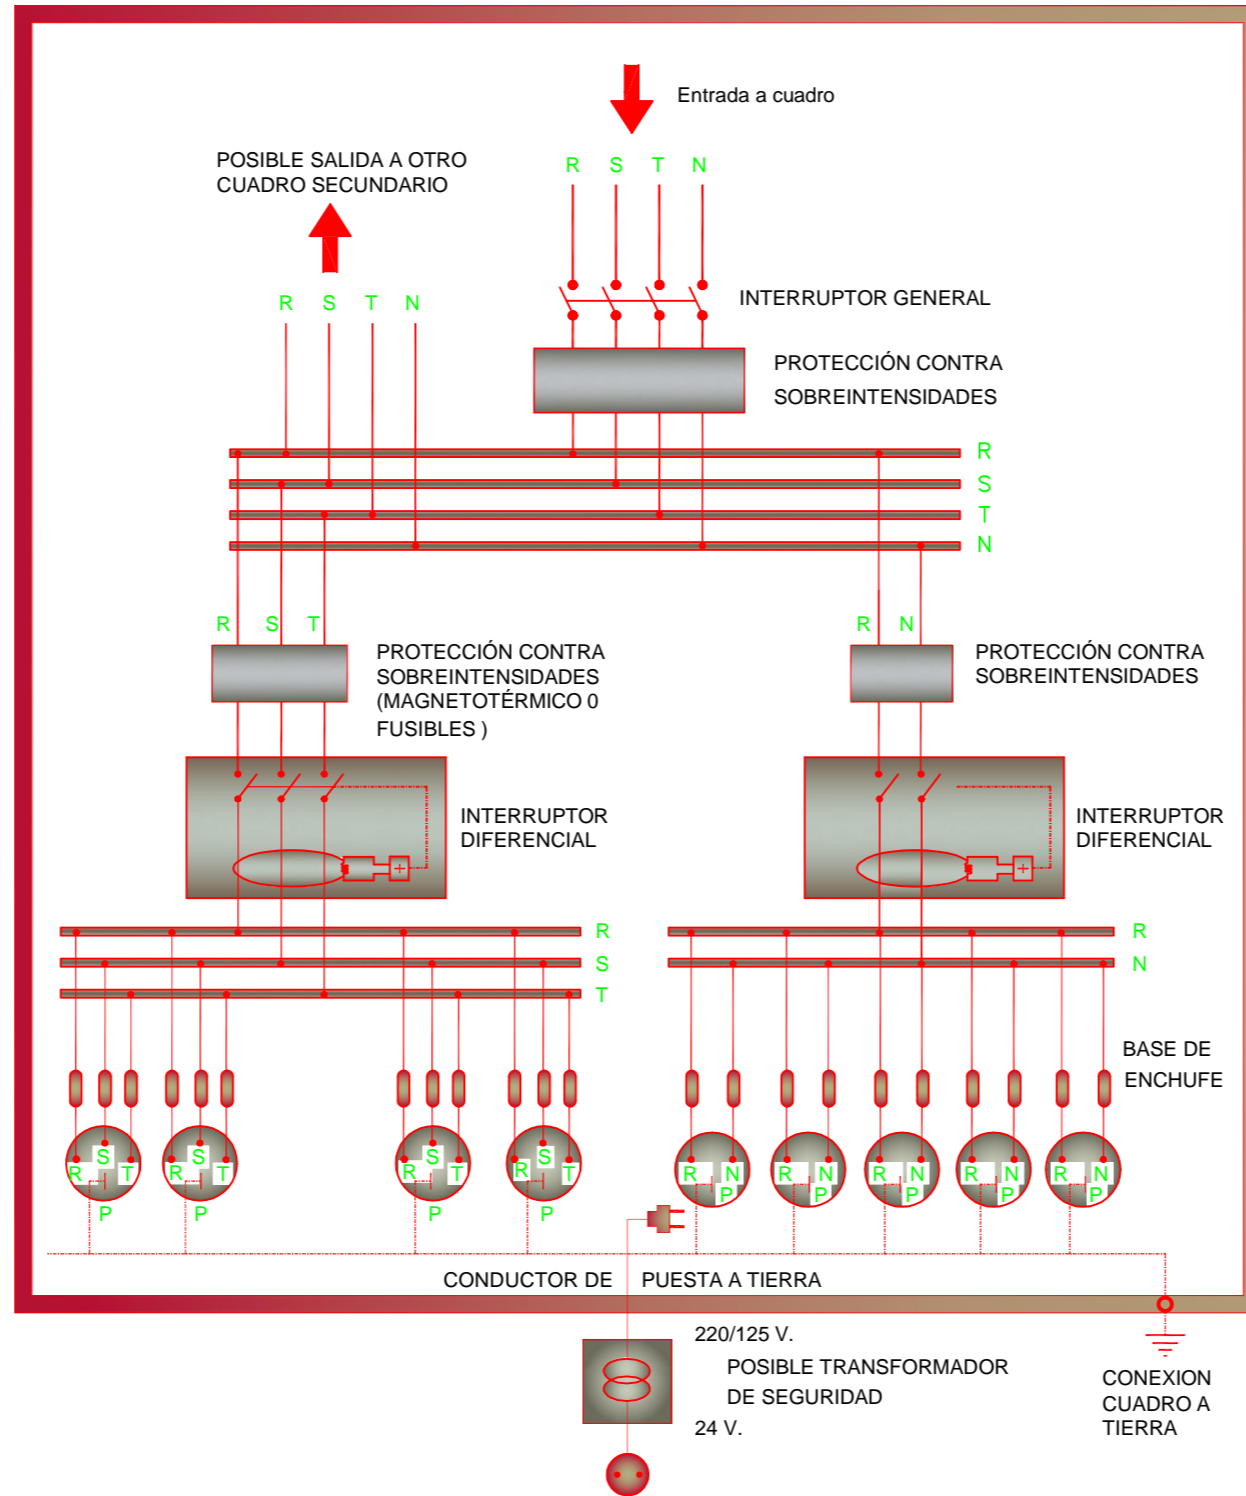 Entrada a cuadro
POSIBLE SALIDA A OTRO
CUADRO SECUNDARIO
R S T N
R S T N
INTERRUPTOR GENERAL
PROTECCIÓN CONTRA
SOBREINTENSIDADES
R
S
T
N
R S T
R N
PROTECCIÓN CONTRA
SOBREINTENSIDADES
(MAGNETOTÉRMICO 0
FUSIBLES )
PROTECCIÓN CONTRA
SOBREINTENSIDADES
INTERRUPTOR
DIFERENCIAL
INTERRUPTOR
DIFERENCIAL
R
S
T
R
N
BASE DE
ENCHUFE
R S T
P
R S T
P
R S T
P
R S T
P
R N
P
R N
P
R N
P
R N
P
R N
P
CONDUCTOR DE PUESTA A TIERRA
220/125 V.
POSIBLE TRANSFORMADOR
DE SEGURIDAD
24 V.
CONEXION
CUADRO A
TIERRA